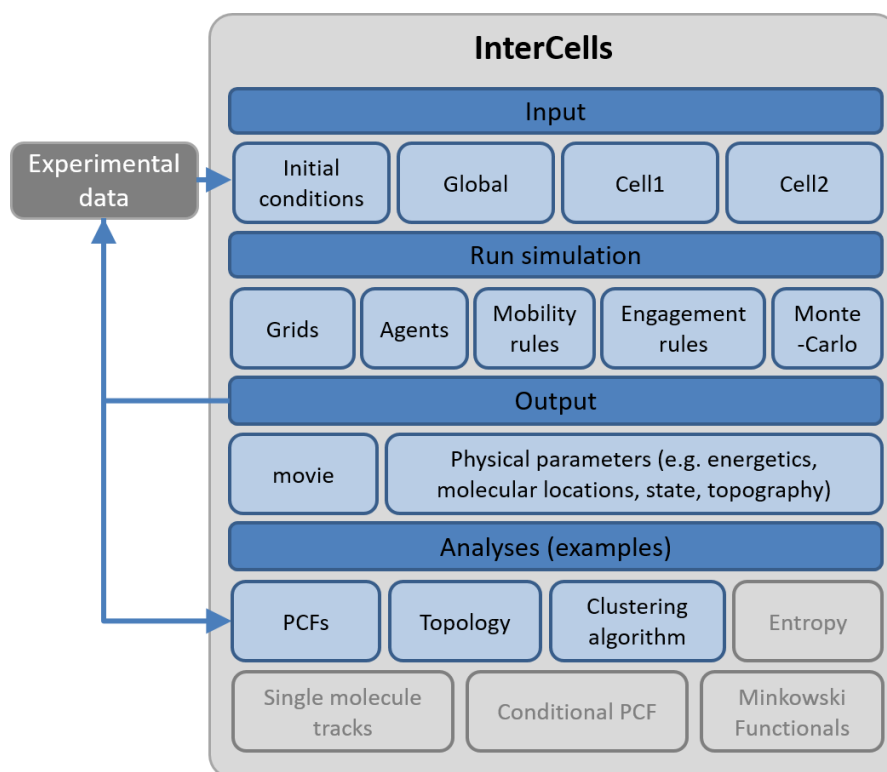 InterCells
Input
Experimental
data
Initial
conditions
Global
Cell1
Cell2
Run simulation
Grids
Agents
Mobility
rules
Engagement
rules
Monte
-Carlo
Output
movie
Physical parameters (e.g. energetics,
molecular locations, state, topography)
Analyses (examples)
PCFs
Topology
Clustering
algorithm
Entropy
Single molecule
tracks
Conditional PCF
Minkowski
Functionals